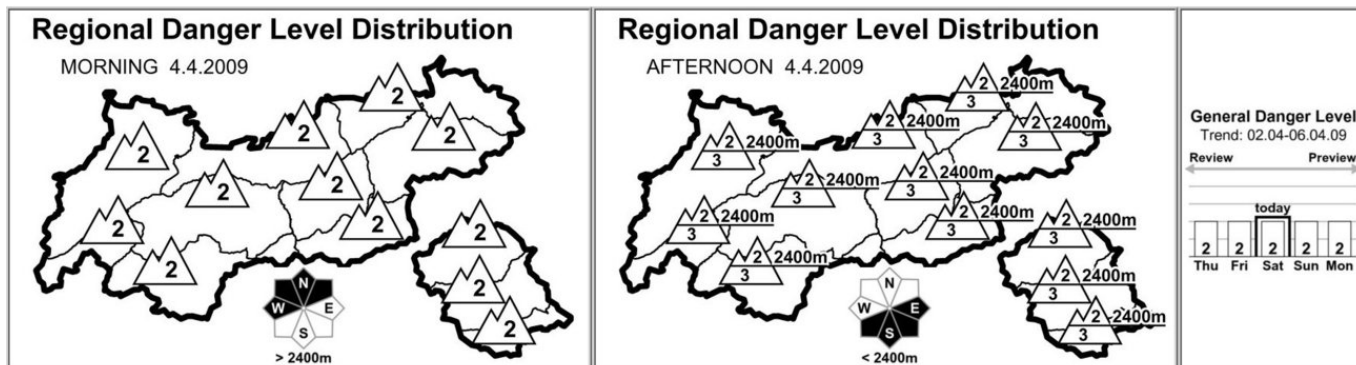 Regional Danger Level Distribution
MORNING 4.4.2009
2
2
2
2
2
2
2
2
2
2
2
2
N
W E
S
> 2400m
Regional Danger Level Distribution
AFTERNOON 4.4.2009
2 2400m
3
2 2400m
3
2 2400m
3
2 2400m
3
2 2400m
3
2 2400m
3
2 2400m
3
2 2400m
3
2 2400m
3
2 2400m
3
2 2400m
3
2 2400m
3
N
W E
S
< 2400m
General Danger Level
Trend: 02.04-06.04.09
Review Preview
today
2 2 2 2 2
Thu Fri Sat Sun Mon